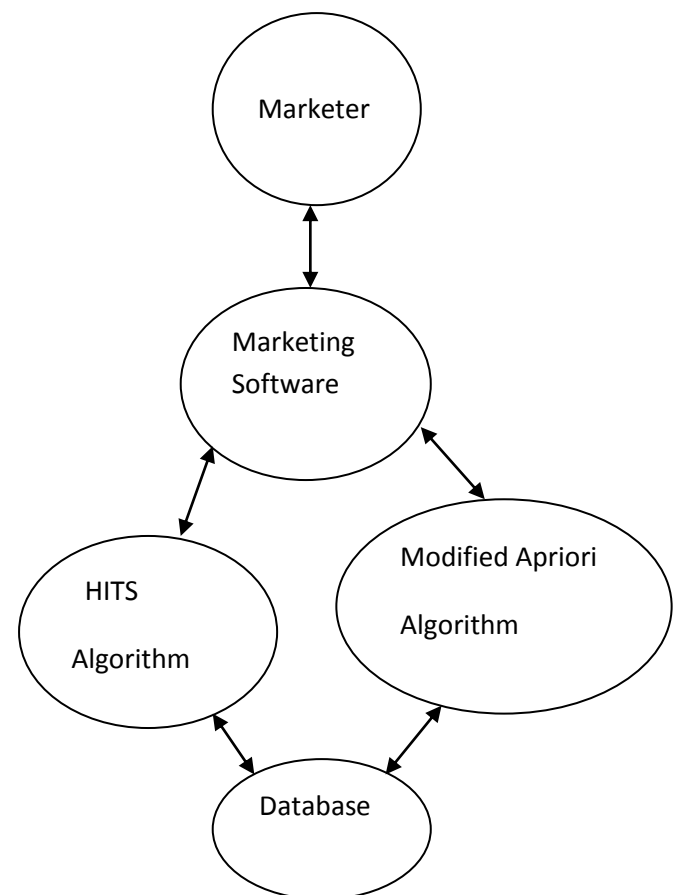 Marketer
Marketing
Software
HITS
Algorithm
Modified Apriori
Algorithm
Database